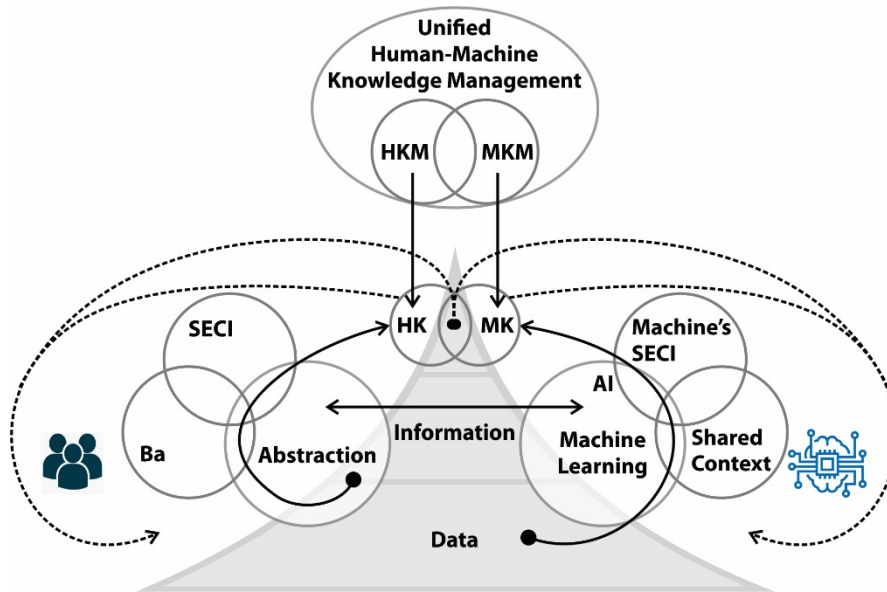 Unified
Human-Machine
Knowledge Management
HKM
MKM
HK
MK
SECI
Machine's
SECI
AI
Ba
Abstraction
Information
Machine
Learning
Shared
Context
Data